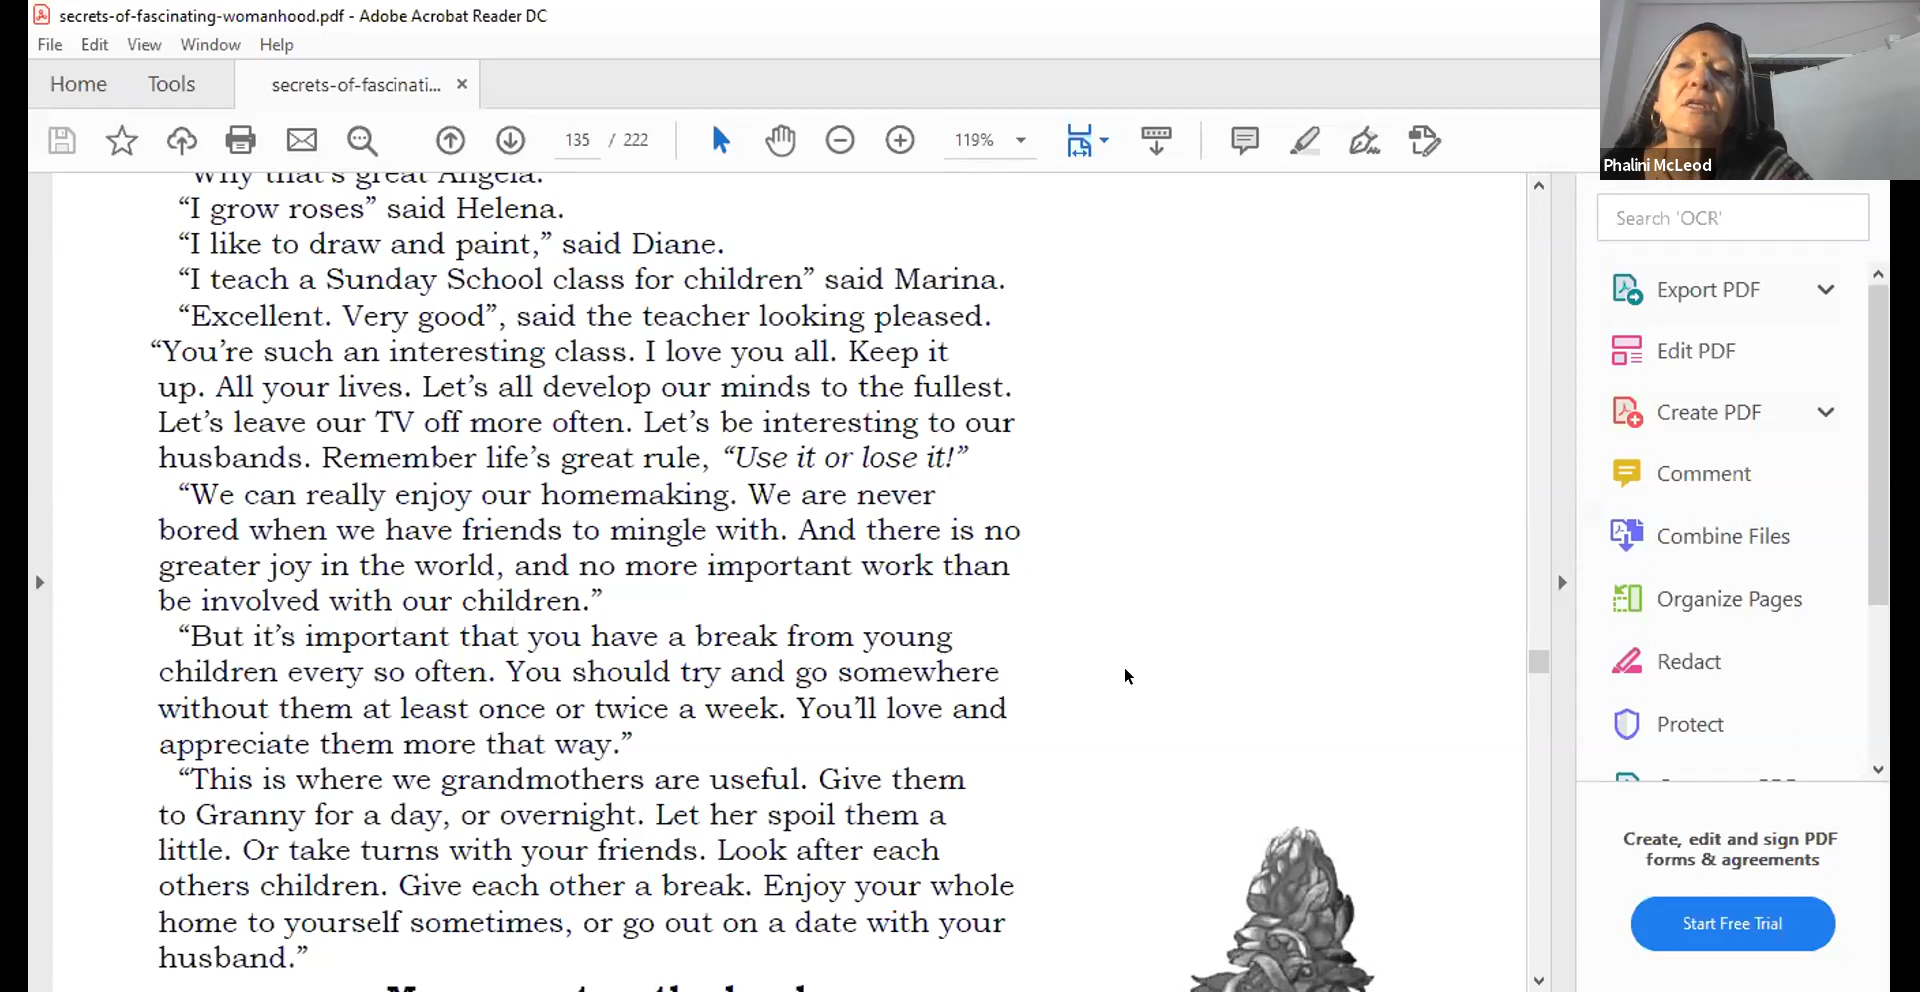 secrets-of-fascinating-womanhood.pdf - Adobe Acrobat Reader DC
File Edit View Window Help
Home Tools secrets-of-fascinati... ×
135 / 222 119%
Phalini McLeod
Why that's great Angela.
“I grow roses” said Helena.
“I like to draw and paint,” said Diane.
“I teach a Sunday School class for children” said Marina.
“Excellent. Very good”, said the teacher looking pleased.
“You’re such an interesting class. I love you all. Keep it
up. All your lives. Let’s all develop our minds to the fullest.
Let’s leave our TV off more often. Let’s be interesting to our
husbands. Remember life’s great rule, “Use it or lose it!”
“We can really enjoy our homemaking. We are never
bored when we have friends to mingle with. And there is no
greater joy in the world, and no more important work than
be involved with our children.”
“But it’s important that you have a break from young
children every so often. You should try and go somewhere
without them at least once or twice a week. You’ll love and
appreciate them more that way.”
“This is where we grandmothers are useful. Give them
to Granny for a day, or overnight. Let her spoil them a
little. Or take turns with your friends. Look after each
others children. Give each other a break. Enjoy your whole
home to yourself sometimes, or go out on a date with your
husband.”
Search 'OCR'
Export PDF
Edit PDF
Create PDF
Comment
Combine Files
Organize Pages
Redact
Protect
Create, edit and sign PDF
forms & agreements
Start Free Trial